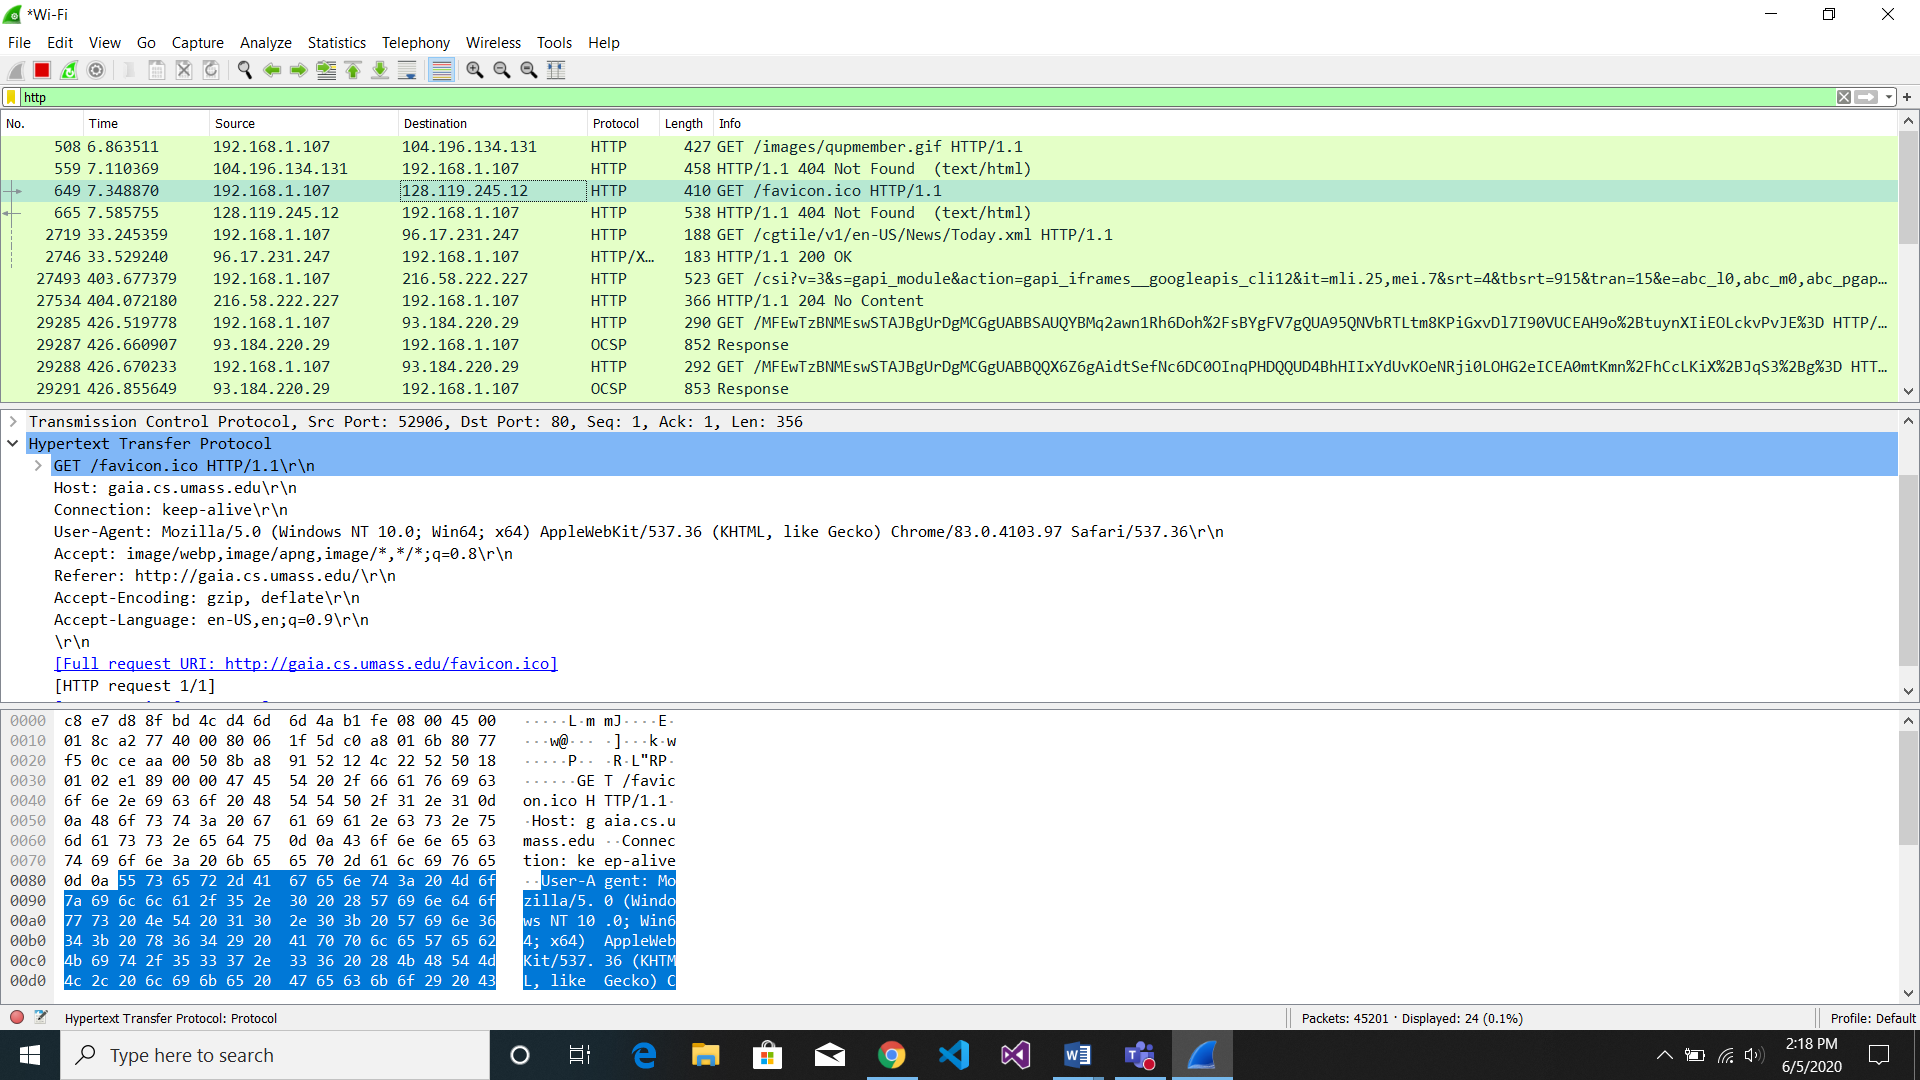 *Wi-Fi
File Edit View Go Capture Analyze Statistics Telephony Wireless Tools Help
http
No. Time Source Destination Protocol Length Info
508 6.863511 192.168.1.107 104.196.134.131 HTTP 427 GET /images/qupmember.gif HTTP/1.1
559 7.110369 104.196.134.131 192.168.1.107 HTTP 458 HTTP/1.1 404 Not Found (text/html)
649 7.348870 192.168.1.107 128.119.245.12 HTTP 410 GET /favicon.ico HTTP/1.1
665 7.585755 128.119.245.12 192.168.1.107 HTTP 538 HTTP/1.1 404 Not Found (text/html)
2719 33.245359 192.168.1.107 96.17.231.247 HTTP 188 GET /cgtile/v1/en-US/News/Today.xml HTTP/1.1
2746 33.529240 96.17.231.247 192.168.1.107 HTTP/X… 183 HTTP/1.1 200 OK
27493 403.677379 192.168.1.107 216.58.222.227 HTTP 523 GET /csi?v=3&s=gapi_module&action=gapi_iframes__googleapis_cli12&it=mli.25,mei.7&srt=4&tbsrt=915&tran=15&e=abc_l0,abc_m0,abc_pgap…
27534 404.072180 216.58.222.227 192.168.1.107 HTTP 366 HTTP/1.1 204 No Content
29285 426.519778 192.168.1.107 93.184.220.29 HTTP 290 GET /MFEwTzBNMEswSTAJBgUrDgMCGgUABBSAUQYBMq2awn1Rh6Doh%2FsBYgFV7gQUA95QNVbRTLtm8KPiGxvDl7I90VUCEAH9o%2BtuynXIiEOLckvPvJE%3D HTTP/…
29287 426.660907 93.184.220.29 192.168.1.107 OCSP 852 Response
29288 426.670233 192.168.1.107 93.184.220.29 HTTP 292 GET /MFEwTzBNMEswSTAJBgUrDgMCGgUABBQQX6Z6gAidtSefNc6DC0OInqPHDQQUD4BhHIIxYdUvKOeNRji0LOHG2eICEA0mtKmn%2FhCcLKiX%2BJqS3%2Bg%3D HTT…
29291 426.855649 93.184.220.29 192.168.1.107 OCSP 853 Response
Transmission Control Protocol, Src Port: 52906, Dst Port: 80, Seq: 1, Ack: 1, Len: 356
Hypertext Transfer Protocol
GET /favicon.ico HTTP/1.1\r\n
Host: gaia.cs.umass.edu\r\n
Connection: keep-alive\r\n
User-Agent: Mozilla/5.0 (Windows NT 10.0; Win64; x64) AppleWebKit/537.36 (KHTML, like Gecko) Chrome/83.0.4103.97 Safari/537.36\r\n
Accept: image/webp,image/apng,image/*,*/*;q=0.8\r\n
Referer: http://gaia.cs.umass.edu/\r\n
Accept-Encoding: gzip, deflate\r\n
Accept-Language: en-US,en;q=0.9\r\n
\r\n
[Full request URI: http://gaia.cs.umass.edu/favicon.ico]
[HTTP request 1/1]
0000 c8 e7 d8 8f bd 4c d4 6d 6d 4a b1 fe 08 00 45 00 ·····L·m mJ····E·
0010 01 8c a2 77 40 00 80 06 1f 5d c0 a8 01 6b 80 77 ···w@··· ·]···k·w
0020 f5 0c ce aa 00 50 8b a8 91 52 12 4c 22 52 50 18 ·····P·· ·R·L"RP·
0030 01 02 e1 89 00 00 47 45 54 20 2f 66 61 76 69 63 ······GE T /favic
0040 6f 6e 2e 69 63 6f 20 48 54 54 50 2f 31 2e 31 0d on.ico H TTP/1.1·
0050 0a 48 6f 73 74 3a 20 67 61 69 61 2e 63 73 2e 75 ·Host: g aia.cs.u
0060 6d 61 73 73 2e 65 64 75 0d 0a 43 6f 6e 6e 65 63 mass.edu ··Connec
0070 74 69 6f 6e 3a 20 6b 65 65 70 2d 61 6c 69 76 65 tion: ke ep-alive
0080 0d 0a 55 73 65 72 2d 41 67 65 6e 74 3a 20 4d 6f ··User-A gent: Mo
0090 7a 69 6c 6c 61 2f 35 2e 30 20 28 57 69 6e 64 6f zilla/5. 0 (Windo
00a0 77 73 20 4e 54 20 31 30 2e 30 3b 20 57 69 6e 36 ws NT 10 .0; Win6
00b0 34 3b 20 78 36 34 29 20 41 70 70 6c 65 57 65 62 4; x64) AppleWeb
00c0 4b 69 74 2f 35 33 37 2e 33 36 20 28 4b 48 54 4d Kit/537. 36 (KHTM
00d0 4c 2c 20 6c 69 6b 65 20 47 65 63 6b 6f 29 20 43 L, like Gecko) C
Hypertext Transfer Protocol: Protocol
Packets: 45201 · Displayed: 24 (0.1%)
Profile: Default
Type here to search
2:18 PM
6/5/2020